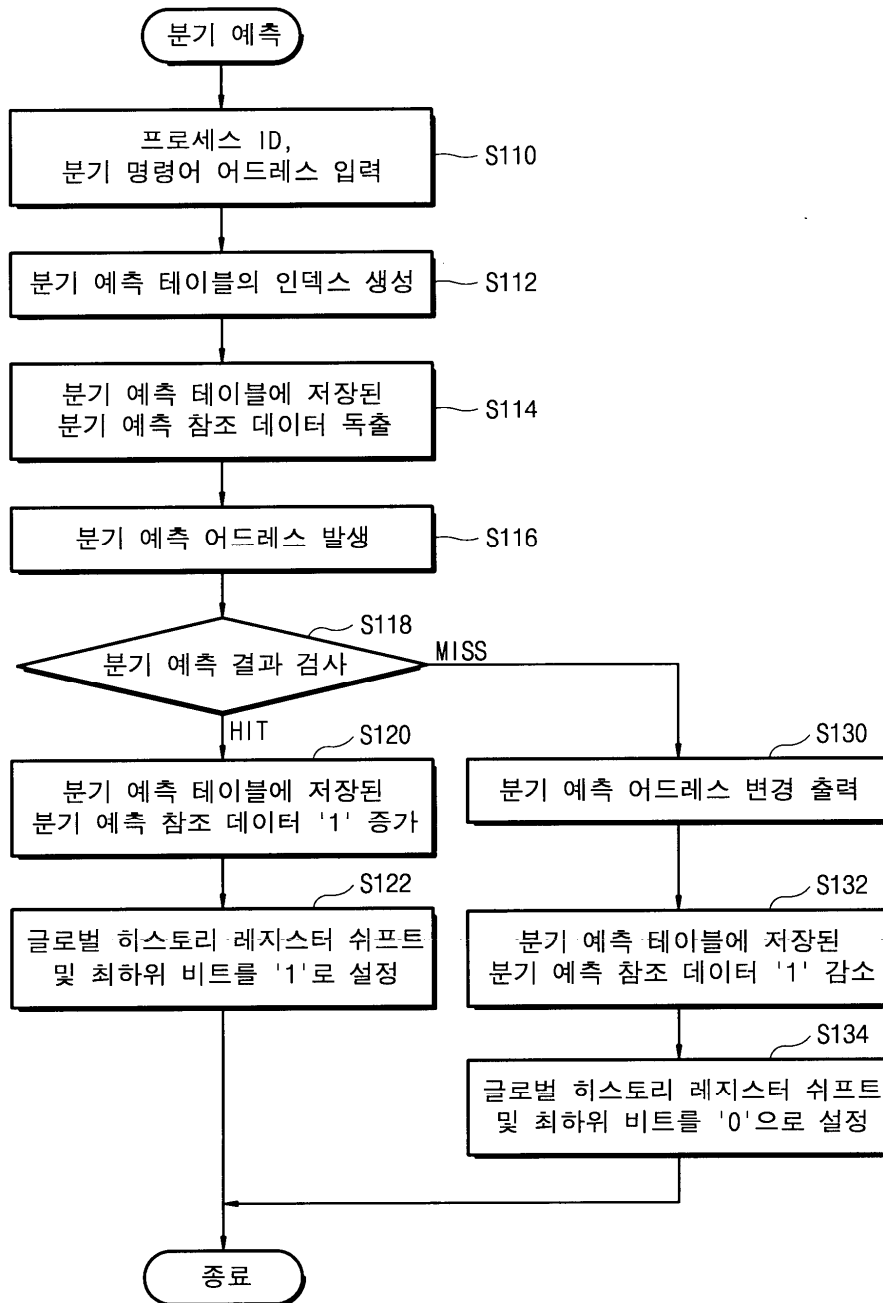 분기 예측
프로세스 ID,
분기 명령어 어드레스 입력
S110
분기 예측 테이블의 인덱스 생성
S112
분기 예측 테이블에 저장된
분기 예측 참조 데이터 독출
S114
분기 예측 어드레스 발생
S116
S118
분기 예측 결과 검사
MISS
HIT
S120
분기 예측 테이블에 저장된
분기 예측 참조 데이터 '1' 증가
S122
글로벌 히스토리 레지스터 쉬프트
및 최하위 비트를 '1'로 설정
S130
분기 예측 어드레스 변경 출력
S132
분기 예측 테이블에 저장된
분기 예측 참조 데이터 '1' 감소
S134
글로벌 히스토리 레지스터 쉬프트
및 최하위 비트를 '0'으로 설정
종료